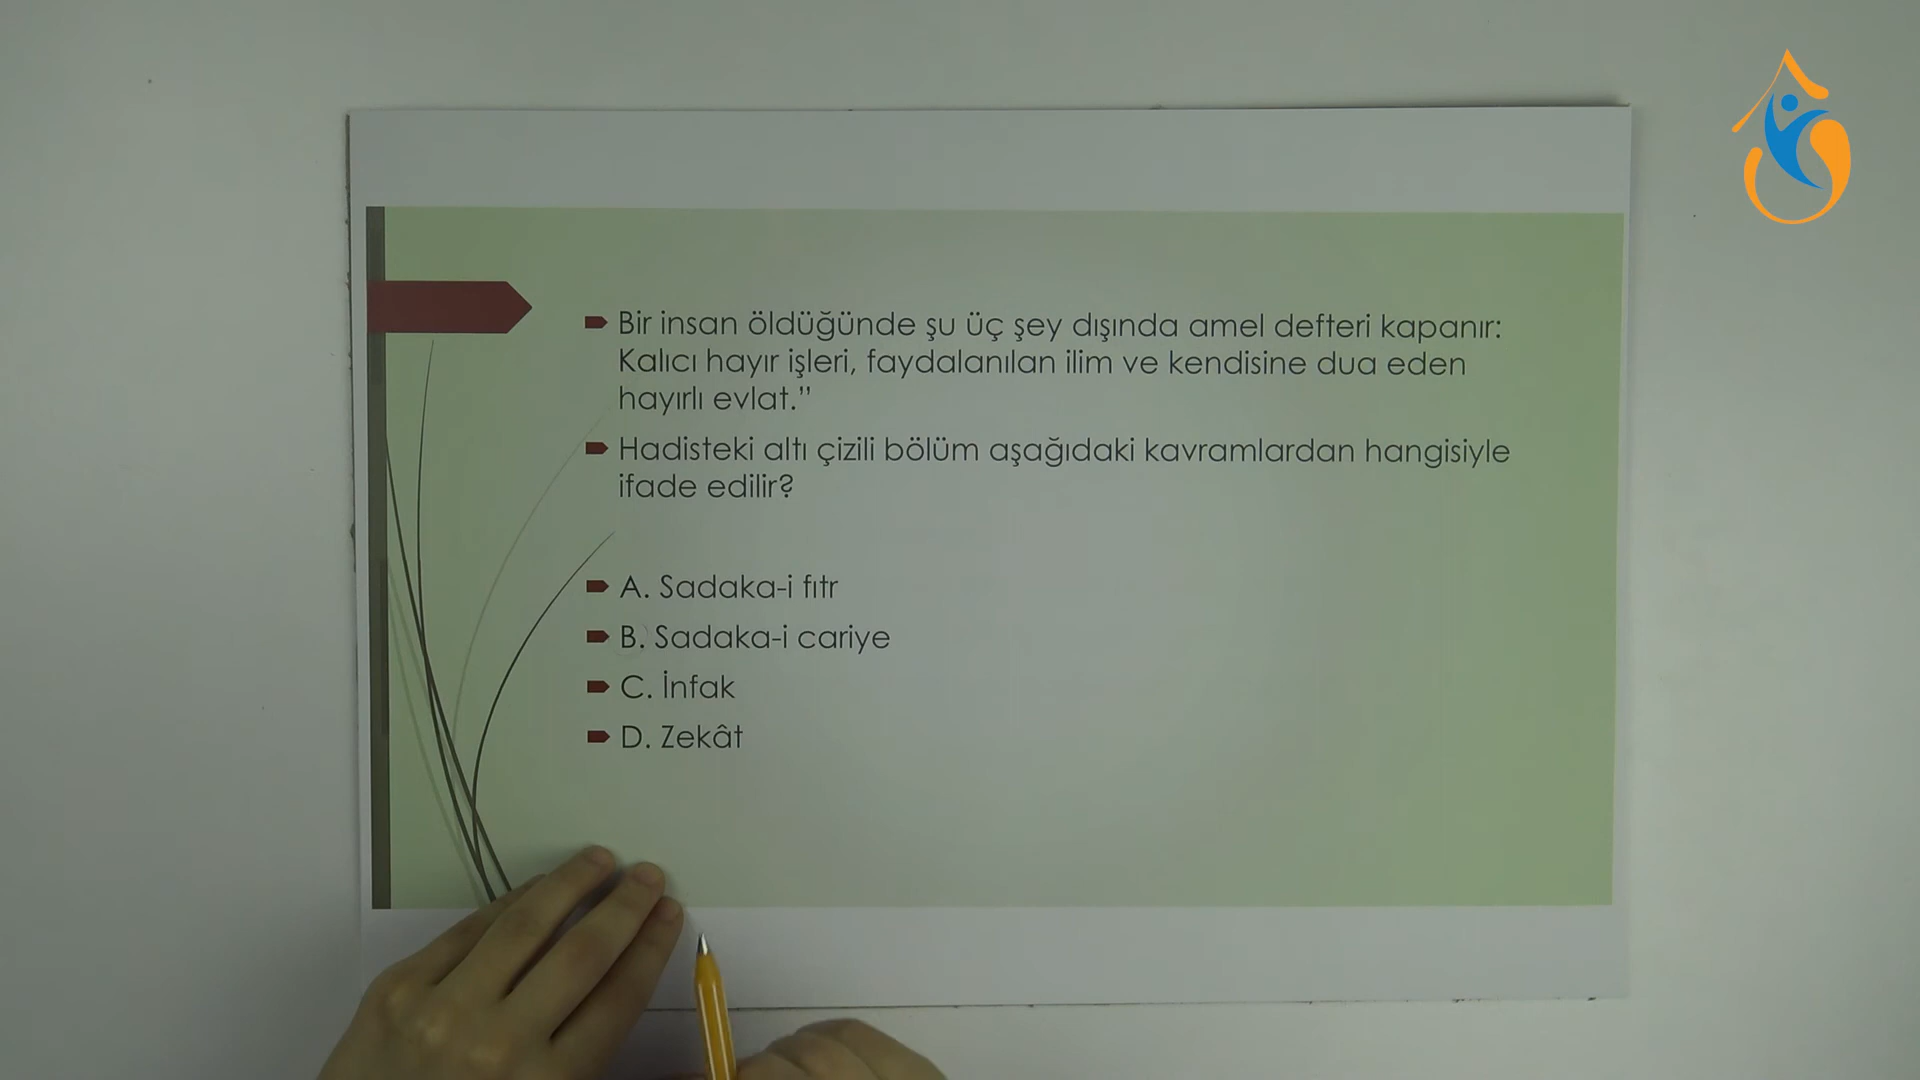 Bir insan öldüğünde şu üç şey dışında amel defteri kapanır:
Kalıcı hayır işleri, faydalanılan ilim ve kendisine dua eden
hayırlı evlat.”
Hadisteki altı çizili bölüm aşağıdaki kavramlardan hangisiyle
ifade edilir?
A. Sadaka-i fıtr
B. Sadaka-i cariye
C. İnfak
D. Zekât